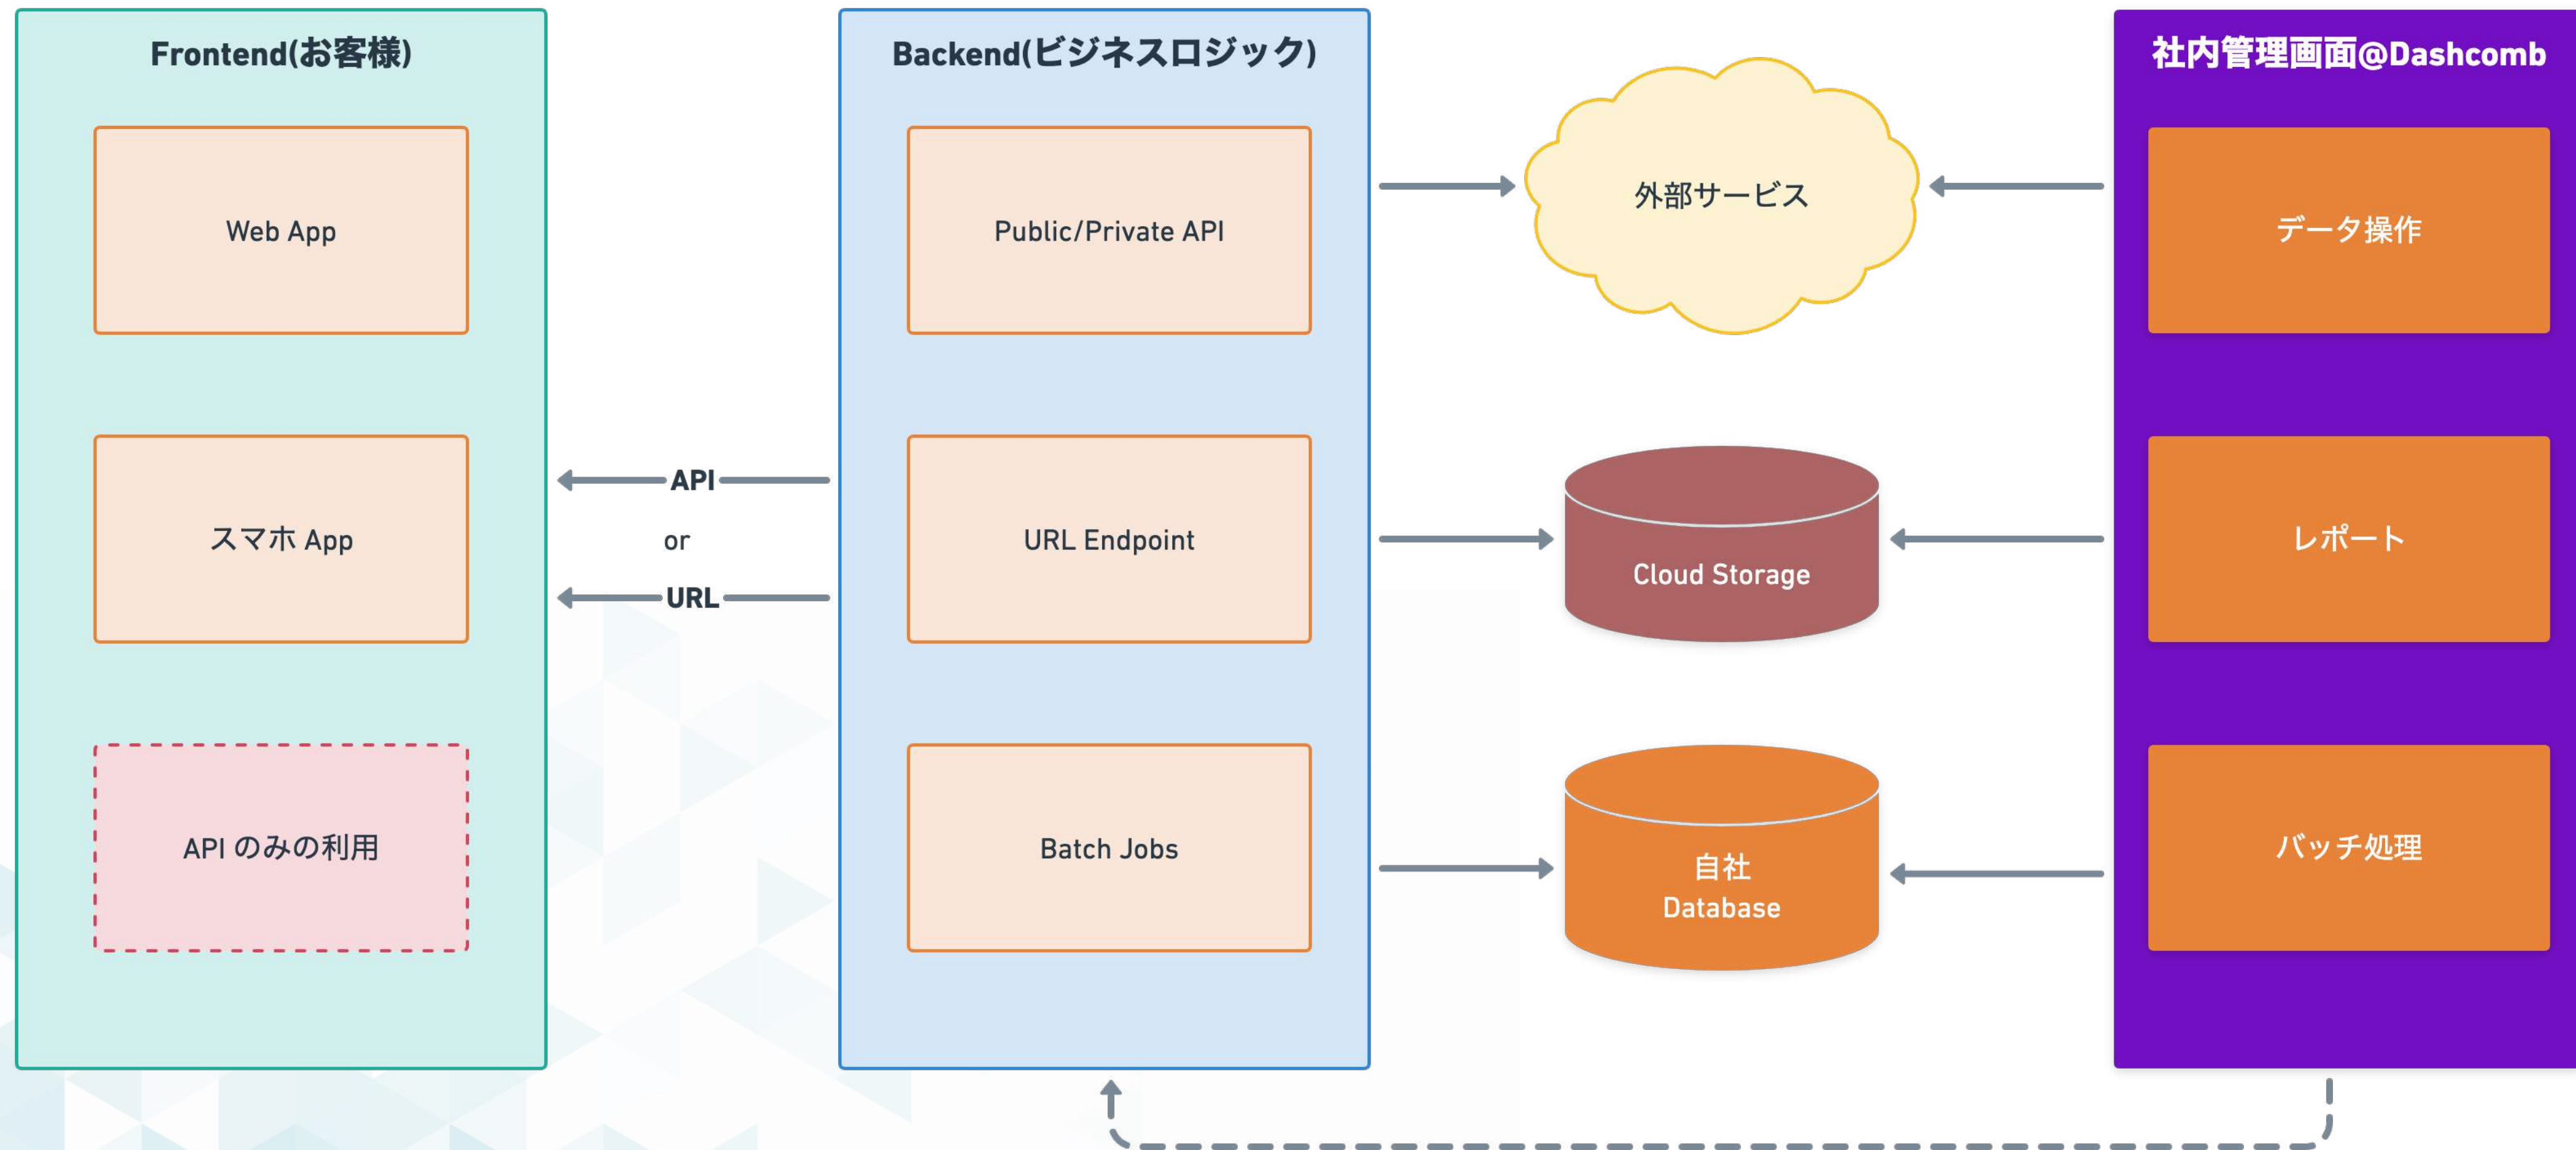 Frontend(お客様)
Web App
スマホ App
API のみの利用
API
or
URL
Backend(ビジネスロジック)
Public/Private API
URL Endpoint
Batch Jobs
外部サービス
Cloud Storage
自社
Database
社内管理画面@Dashcomb
データ操作
レポート
バッチ処理